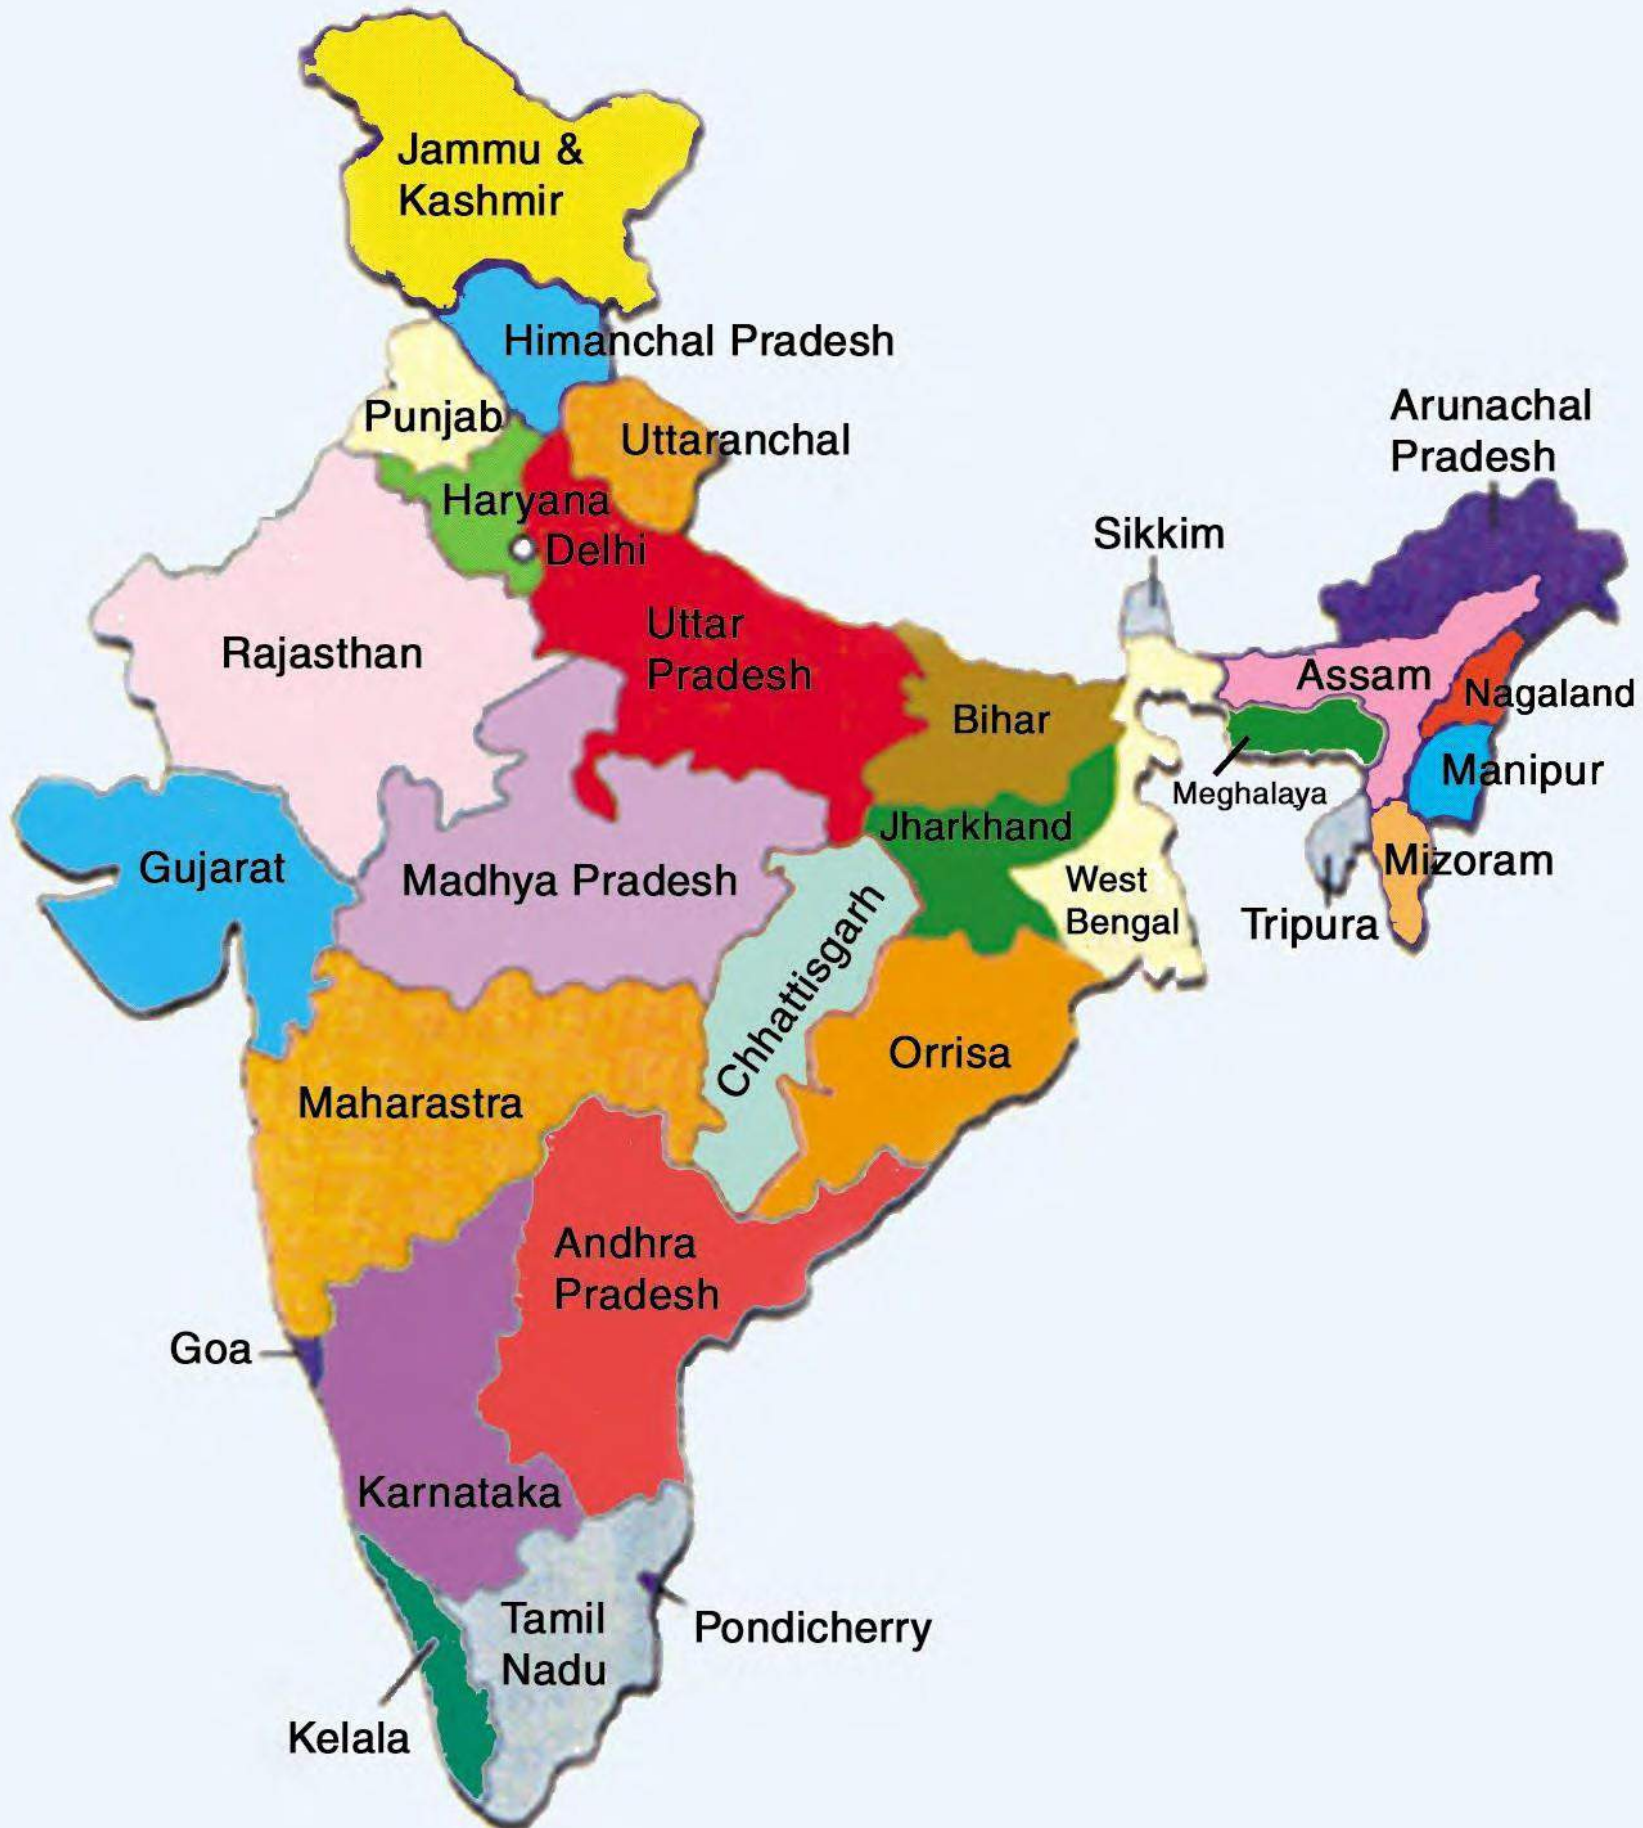 Jammu &
Kashmir
Himanchal Pradesh
Punjab
Uttaranchal
Arunachal
Pradesh
Haryana
Sikkim
Delhi
Uttar
Pradesh
Rajasthan
Assam
Nagaland
Bihar
Manipur
Meghalaya
Jharkhand
Gujarat
Madhya Pradesh
West
Bengal
Mizoram
Tripura
Chhattisgarh
Orrisa
Maharastra
Andhra
Pradesh
Goa
Karnataka
Tamil
Nadu
Pondicherry
Kelala